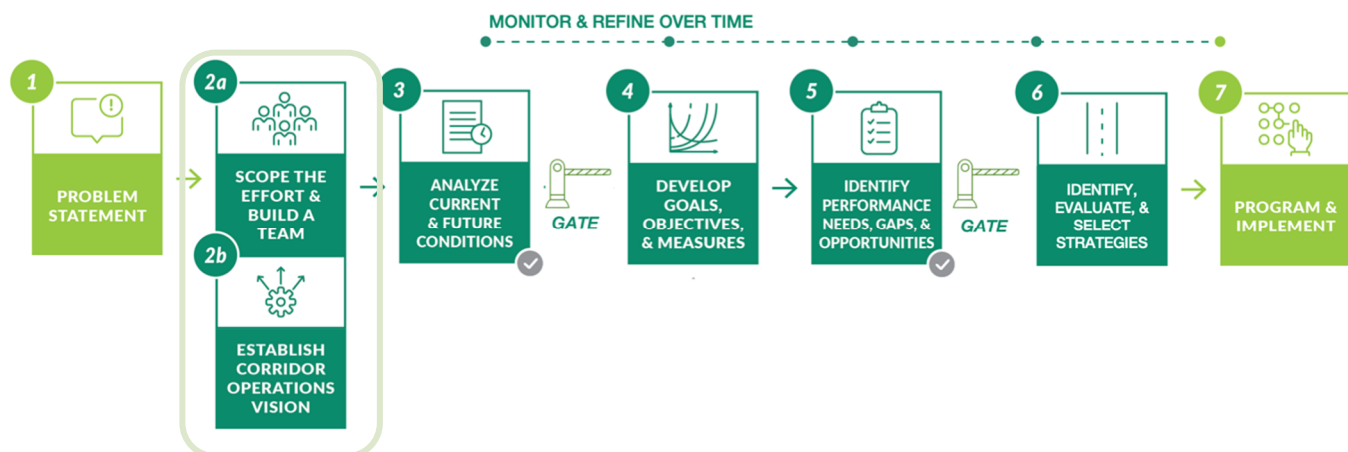 MONITOR & REFINE OVER TIME
1
PROBLEM
STATEMENT
2a
SCOPE THE
EFFORT &
BUILD A
TEAM
2b
ESTABLISH
CORRIDOR
OPERATIONS
VISION
3
ANALYZE
CURRENT
& FUTURE
CONDITIONS
GATE
4
DEVELOP
GOALS,
OBJECTIVES,
& MEASURES
5
IDENTIFY
PERFORMANCE
NEEDS, GAPS, &
OPPORTUNITIES
GATE
6
IDENTIFY,
EVALUATE, &
SELECT
STRATEGIES
7
PROGRAM &
IMPLEMENT